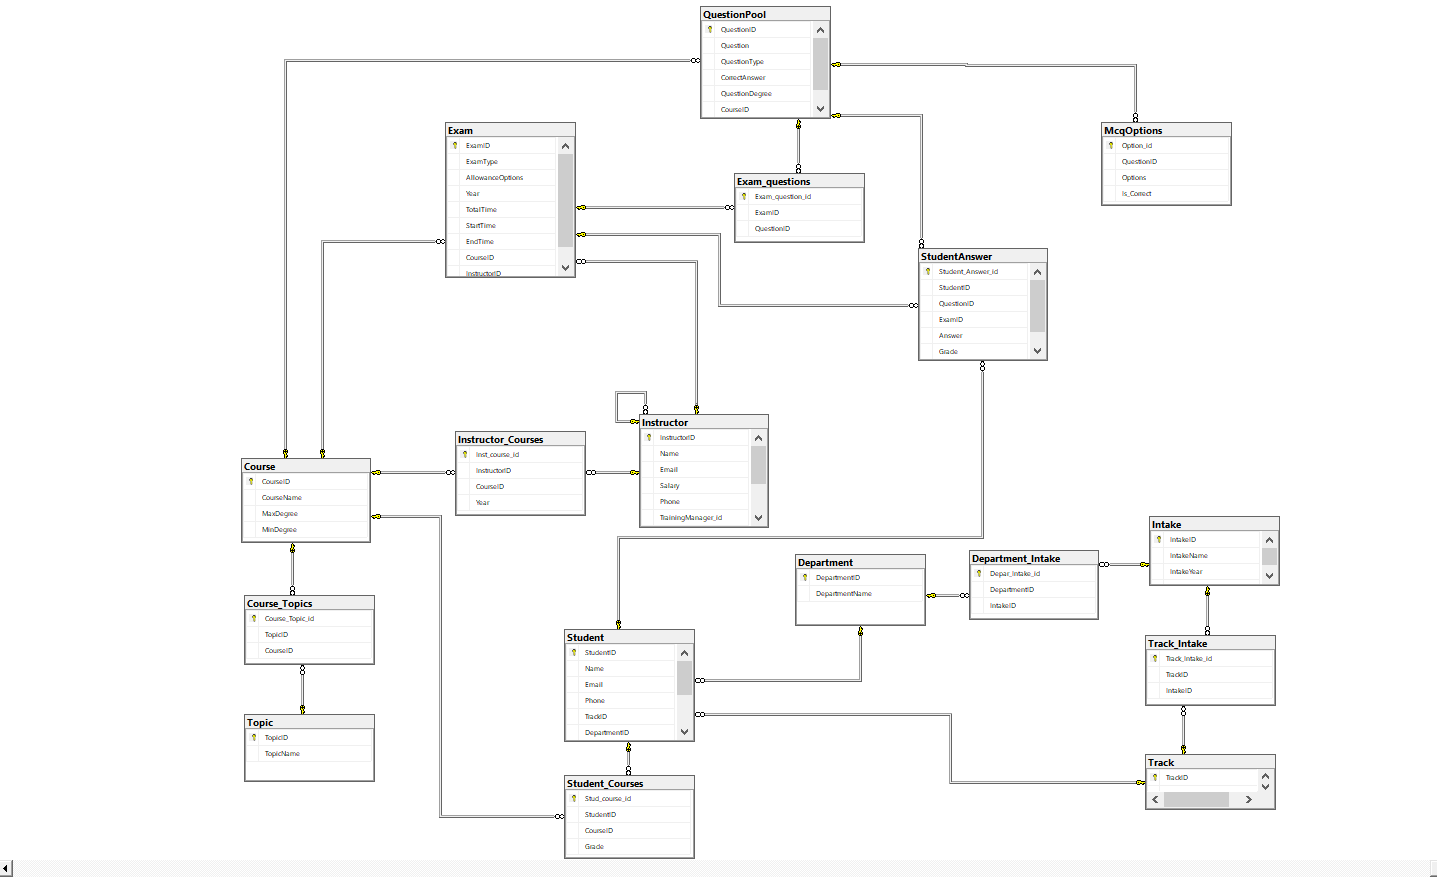 QuestionPool
QuestionID
Question
QuestionType
CorrectAnswer
QuestionDegree
CourseID
Exam
ExamID
ExamType
AllowanceOptions
Year
TotalTime
StartTime
EndTime
CourseID
InstructorID
McqOptions
Option_id
QuestionID
Options
Is_Correct
Exam_questions
Exam_question_id
ExamID
QuestionID
StudentAnswer
Student_Answer_id
StudentID
QuestionID
ExamID
Answer
Grade
Instructor
InstructorID
Name
Email
Salary
Phone
TrainingManager_id
Instructor_Courses
Inst_course_id
InstructorID
CourseID
Year
Course
CourseID
CourseName
MaxDegree
MinDegree
Intake
IntakeID
IntakeName
IntakeYear
Department_Intake
Depar_Intake_id
DepartmentID
IntakeID
Department
DepartmentID
DepartmentName
Course_Topics
Course_Topic_id
TopicID
CourseID
Student
StudentID
Name
Email
Phone
TrackID
DepartmentID
Track_Intake
Track_Intake_id
TrackID
IntakeID
Topic
TopicID
TopicName
Track
TrackID
Student_Courses
Stud_course_id
StudentID
CourseID
Grade